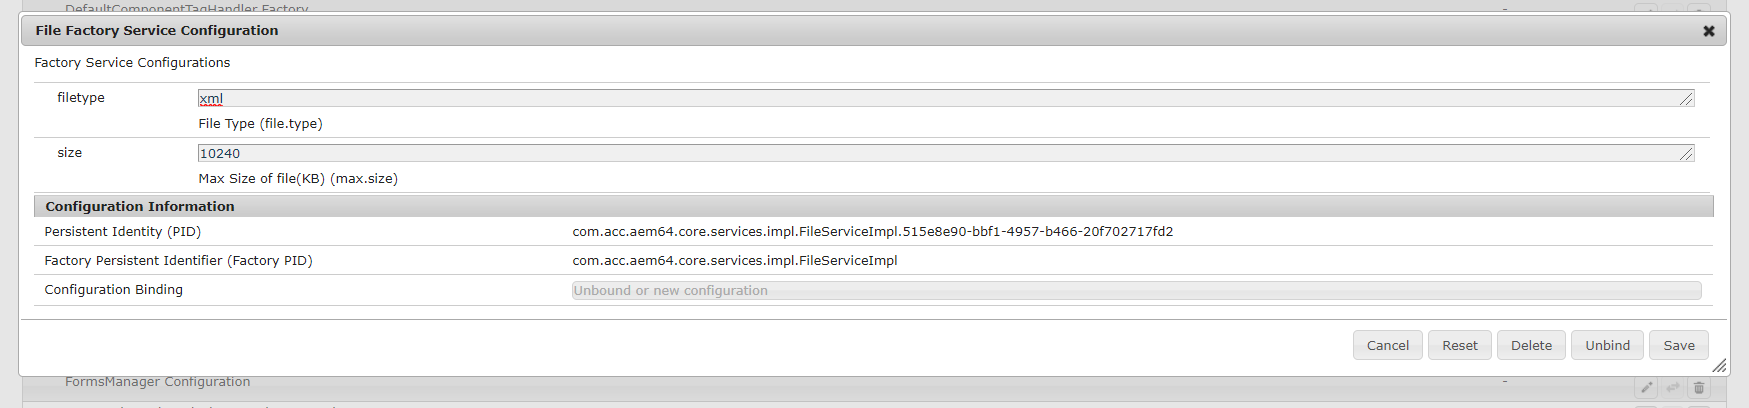 DefaultComponentTagHandler Factory -
File Factory Service Configuration
Factory Service Configurations
filetype xml
File Type (file.type)
size 10240
Max Size of file(KB) (max.size)
Configuration Information
Persistent Identity (PID) com.acc.aem64.core.services.impl.FileServiceImpl.515e8e90-bbf1-4957-b466-20f702717fd2
Factory Persistent Identifier (Factory PID) com.acc.aem64.core.services.impl.FileServiceImpl
Configuration Binding Unbound or new configuration
Cancel Reset Delete Unbind Save
FormsManager Configuration -